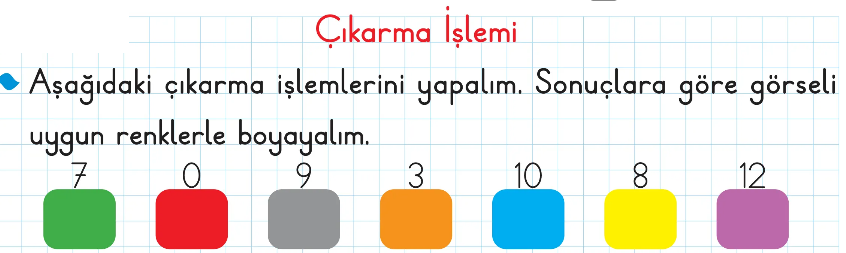 Çıkarma İşlemi
Aşağıdaki çıkarma işlemlerini yapalım. Sonuçlara göre görseli
uygun renklerle boyayalım.
7 0 9 3 10 8 12